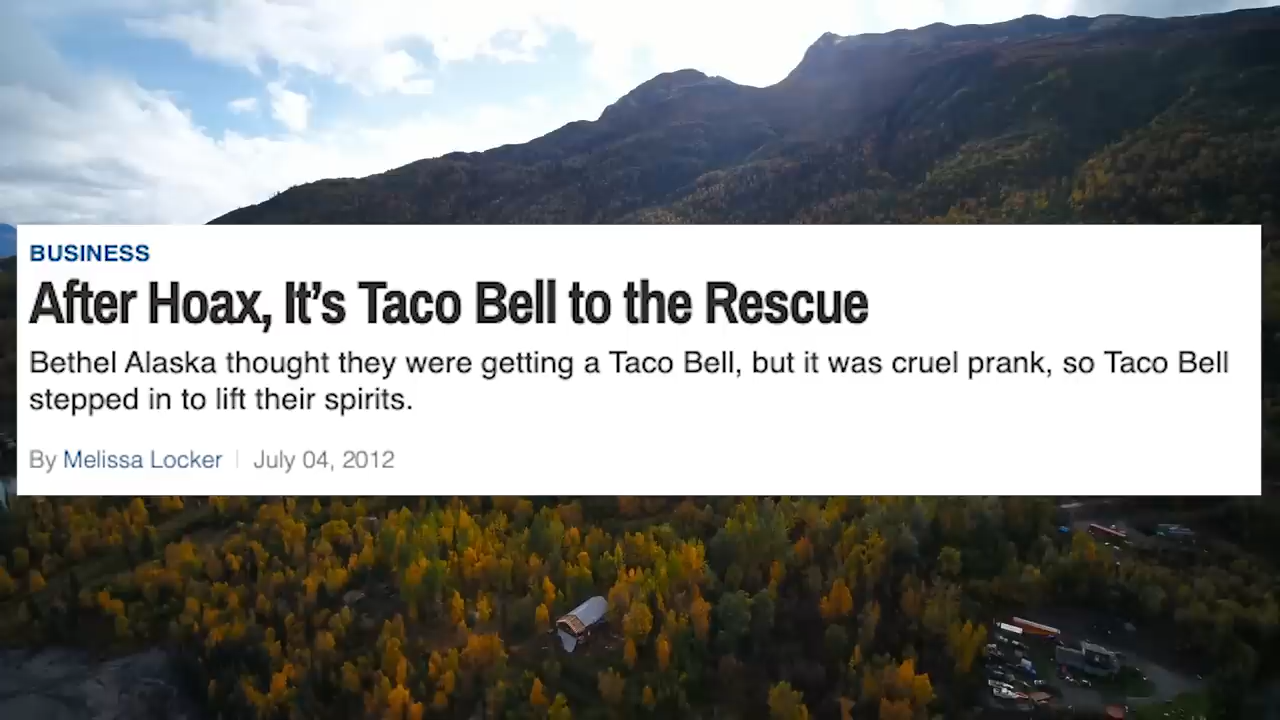 BUSINESS
After Hoax, It’s Taco Bell to the Rescue
Bethel Alaska thought they were getting a Taco Bell, but it was cruel prank, so Taco Bell
stepped in to lift their spirits.
By Melissa Locker | July 04, 2012